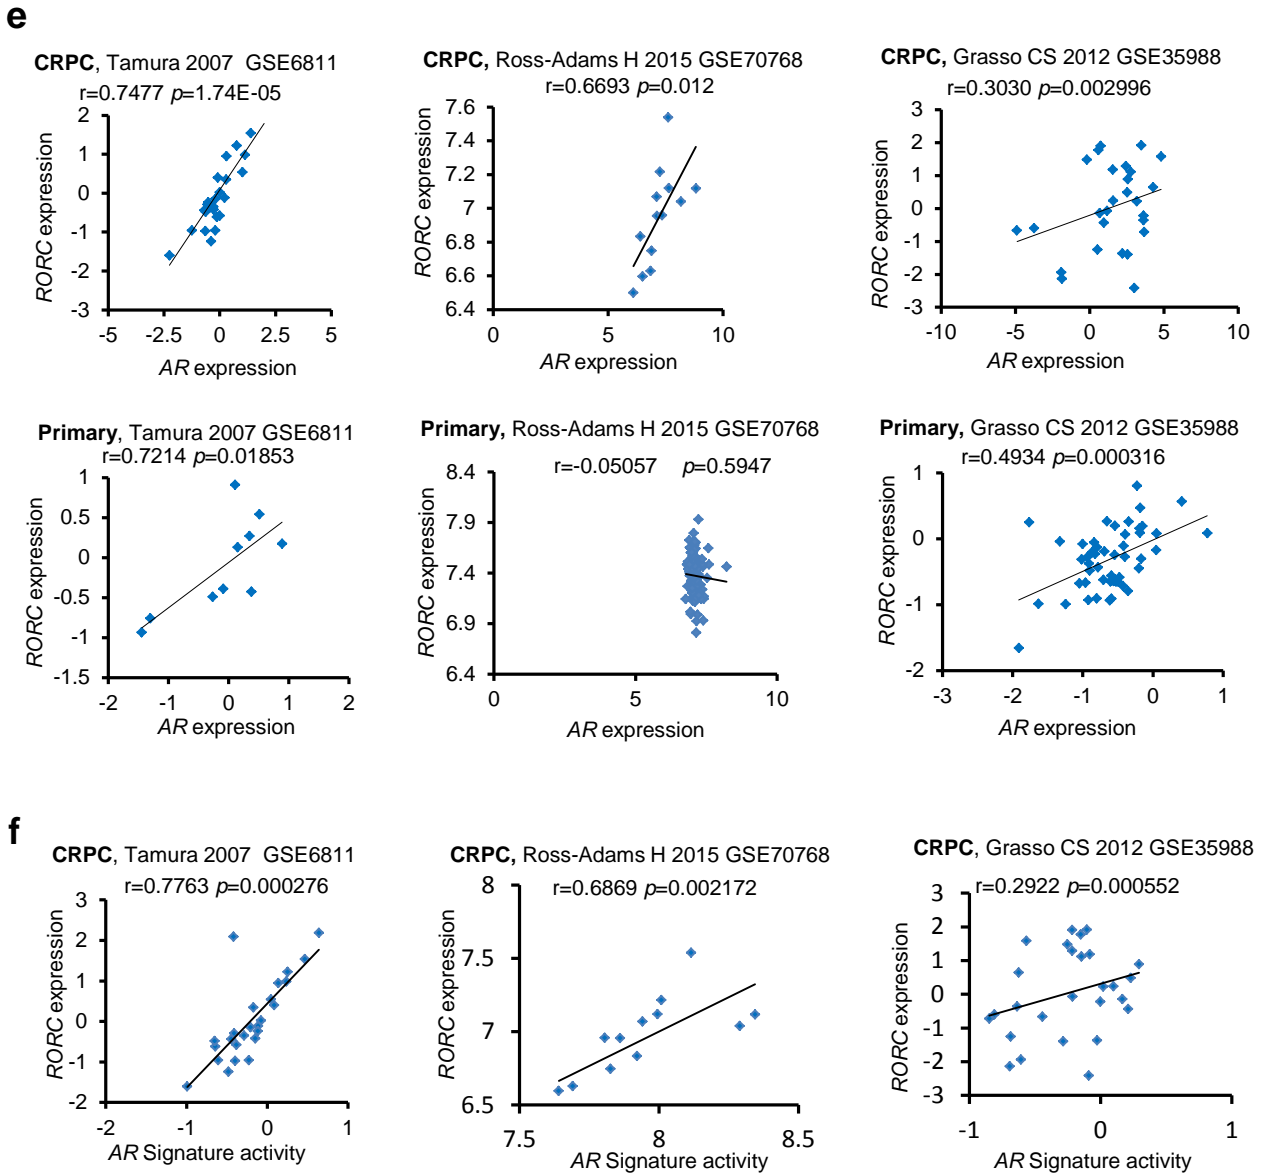 e
CRPC, Tamura 2007 GSE6811
r=0.7477 p=1.74E-05
2
1
0
-1
-2
-3
RORC expression
-5 -2.5 0 2.5 5
AR expression
CRPC, Ross-Adams H 2015 GSE70768
r=0.6693 p=0.012
7.6
7.4
7.2
7
6.8
6.6
6.4
RORC expression
0 5 10
AR expression
CRPC, Grasso CS 2012 GSE35988
r=0.3030 p=0.002996
3
2
1
0
-1
-2
-3
RORC expression
-10 -5 0 5 10
AR expression
Primary, Tamura 2007 GSE6811
r=0.7214 p=0.01853
1
0.5
0
-0.5
-1
-1.5
RORC expression
-2 -1 0 1 2
AR expression
Primary, Ross-Adams H 2015 GSE70768
r=-0.05057 p=0.5947
8.4
7.9
7.4
6.9
6.4
RORC expression
0 5 10
AR expression
Primary, Grasso CS 2012 GSE35988
r=0.4934 p=0.000316
1
0
-1
-2
RORC expression
-3 -2 -1 0 1
AR expression
f
CRPC, Tamura 2007 GSE6811
r=0.7763 p=0.000276
3
2
1
0
-1
-2
RORC expression
-2 -1 0 1
AR Signature activity
CRPC, Ross-Adams H 2015 GSE70768
r=0.6869 p=0.002172
8
7.5
7
6.5
RORC expression
7.5 8 8.5
AR Signature activity
CRPC, Grasso CS 2012 GSE35988
r=0.2922 p=0.000552
3
2
1
0
-1
-2
-3
RORC expression
-1 0 1
AR Signature activity